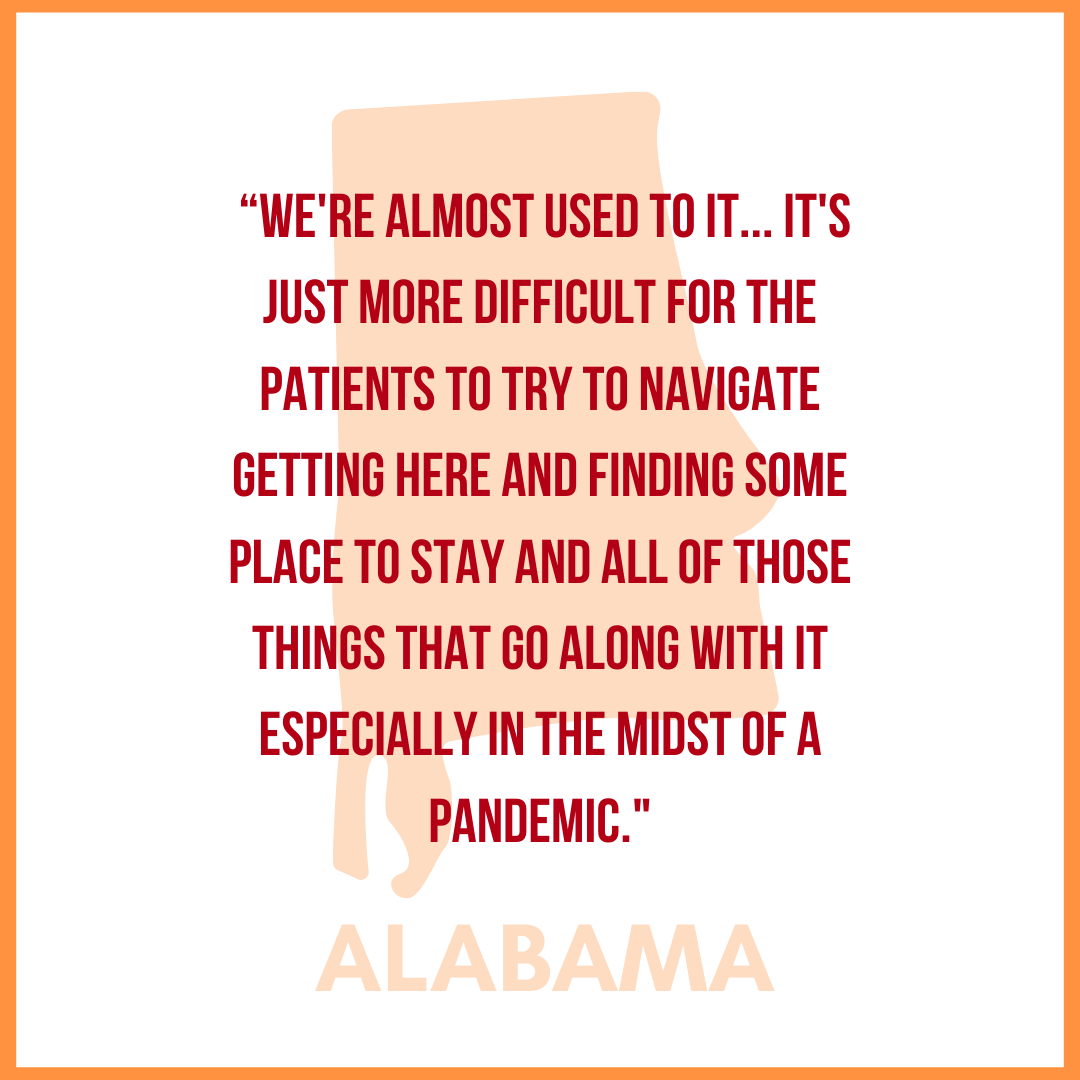 “WE'RE ALMOST USED TO IT... IT'S
JUST MORE DIFFICULT FOR THE
PATIENTS TO TRY TO NAVIGATE
GETTING HERE AND FINDING SOME
PLACE TO STAY AND ALL OF THOSE
THINGS THAT GO ALONG WITH IT
ESPECIALLY IN THE MIDST OF A
PANDEMIC."
ALABAMA